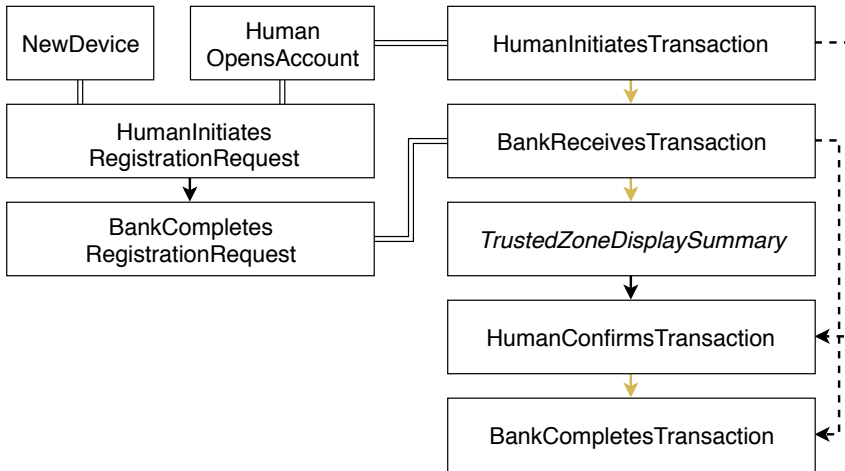 NewDevice
Human
OpensAccount
HumanInitiatesTransaction
HumanInitiates
RegistrationRequest
BankReceivesTransaction
BankCompletes
RegistrationRequest
TrustedZoneDisplaySummary
HumanConfirmsTransaction
BankCompletesTransaction